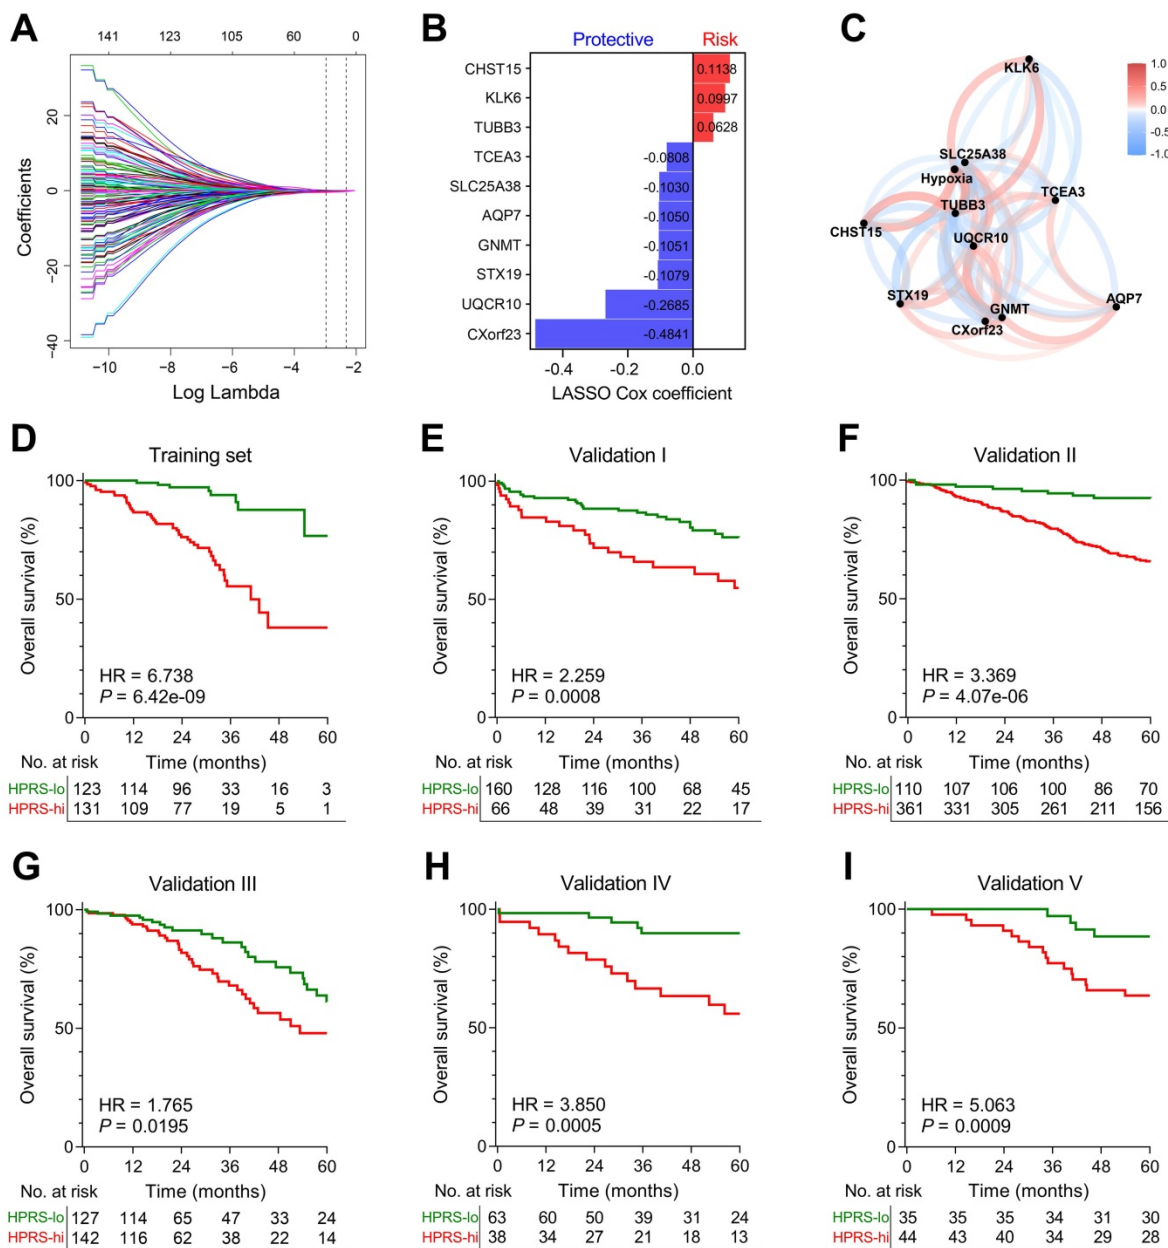 A
141 123 105 60 0
20
0
−20
−40
Coefficients
−10 −8 −6 −4 −2
Log Lambda
B
Protective Risk
CHST15 0.1138
KLK6 0.0997
TUBB3 0.0628
TCEA3 -0.0808
SLC25A38 -0.1030
AQP7 -0.1050
GNMT -0.1051
STX19 -0.1079
UQCR10 -0.2685
CXorf23 -0.4841
-0.4 -0.2 0.0
LASSO Cox coefficient
C
KLK6
SLC25A38
Hypoxia
TCEA3
TUBB3
CHST15
UQCR10
STX19
AQP7
GNMT
CXorf23
1.0
0.5
0.0
-0.5
-1.0
D
Training set
100
50
0
Overall survival (%)
HR = 6.738
P = 6.42e-09
0 12 24 36 48 60
No. at risk Time (months)
HPRS-lo 123 114 96 33 16 3
HPRS-hi 131 109 77 19 5 1
E
Validation I
100
50
0
Overall survival (%)
HR = 2.259
P = 0.0008
0 12 24 36 48 60
No. at risk Time (months)
HPRS-lo 160 128 116 100 68 45
HPRS-hi 66 48 39 31 22 17
F
Validation II
100
50
0
Overall survival (%)
HR = 3.369
P = 4.07e-06
0 12 24 36 48 60
No. at risk Time (months)
HPRS-lo 110 107 106 100 86 70
HPRS-hi 361 331 305 261 211 156
G
Validation III
100
50
0
Overall survival (%)
HR = 1.765
P = 0.0195
0 12 24 36 48 60
No. at risk Time (months)
HPRS-lo 127 114 65 47 33 24
HPRS-hi 142 116 62 38 22 14
H
Validation IV
100
50
0
Overall survival (%)
HR = 3.850
P = 0.0005
0 12 24 36 48 60
No. at risk Time (months)
HPRS-lo 63 60 50 39 31 24
HPRS-hi 38 34 27 21 18 13
I
Validation V
100
50
0
Overall survival (%)
HR = 5.063
P = 0.0009
0 12 24 36 48 60
No. at risk Time (months)
HPRS-lo 35 35 35 34 31 30
HPRS-hi 44 43 40 34 29 28